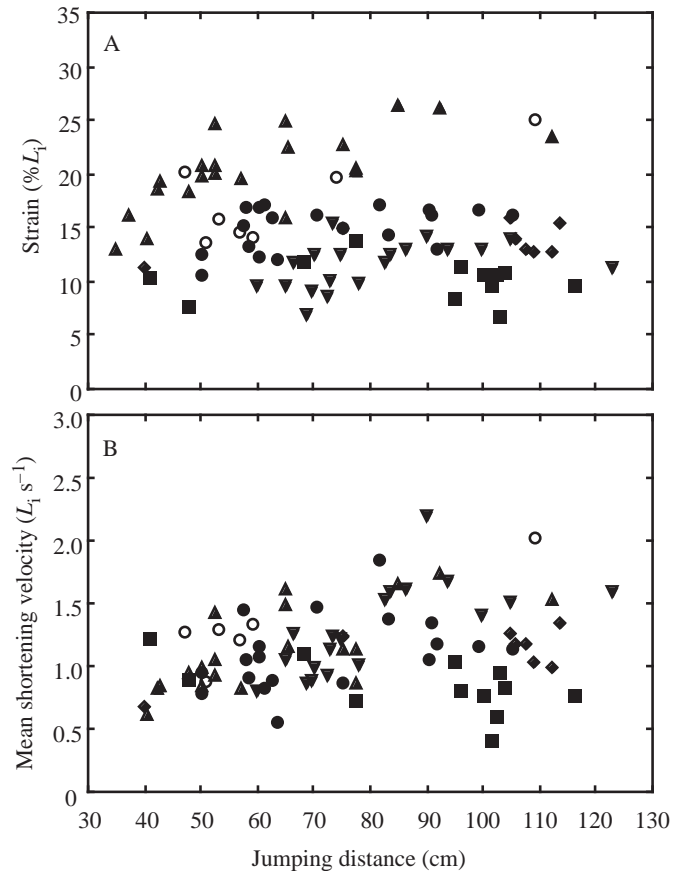 35
30
25
20
15
10
5
0
A
Strain (%Li)
3.0
2.5
2.0
1.5
1.0
0.5
0
B
Mean shortening velocity (Li s–1)
30 40 50 60 70 80 90 100 110 120 130
Jumping distance (cm)